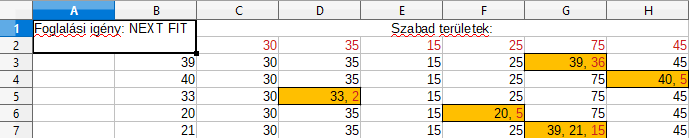 A B C D E F G H
1 Foglalási igény: NEXT FIT Szabad területek:
2 30 35 15 25 75 45
3 39 30 35 15 25 39, 36 45
4 40 30 35 15 25 75 40, 5
5 33 30 33, 2 15 25 75 45
6 20 30 35 15 20, 5 75 45
7 21 30 35 15 25 39, 21, 15 45